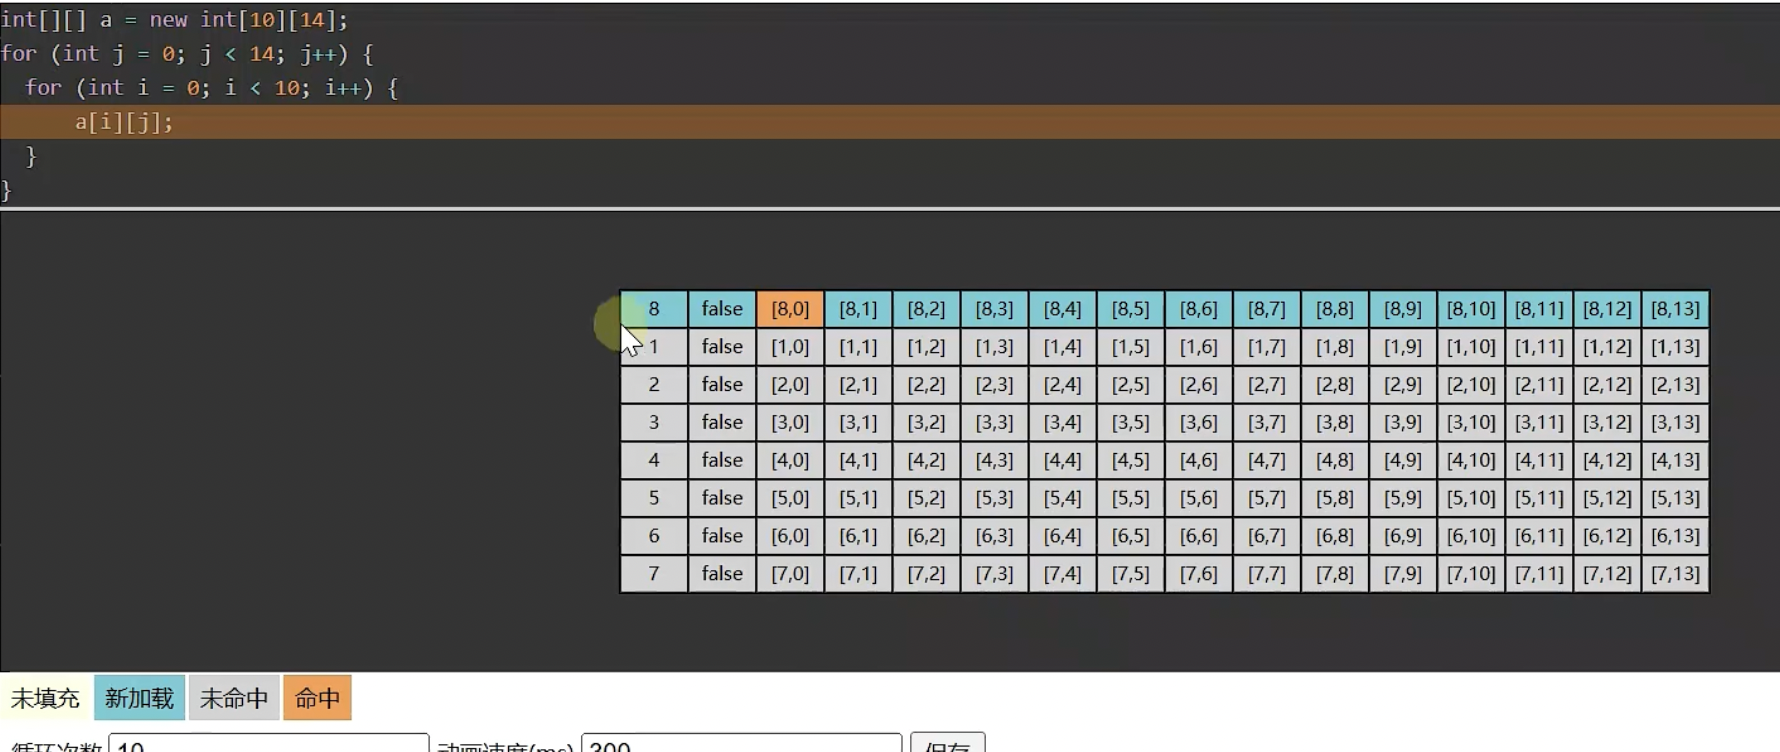 int[][] a = new int[10][14];
for (int j = 0; j < 14; j++) {
for (int i = 0; i < 10; i++) {
a[i][j];
}
}
8 false [8,0] [8,1] [8,2] [8,3] [8,4] [8,5] [8,6] [8,7] [8,8] [8,9] [8,10] [8,11] [8,12] [8,13]
1 false [1,0] [1,1] [1,2] [1,3] [1,4] [1,5] [1,6] [1,7] [1,8] [1,9] [1,10] [1,11] [1,12] [1,13]
2 false [2,0] [2,1] [2,2] [2,3] [2,4] [2,5] [2,6] [2,7] [2,8] [2,9] [2,10] [2,11] [2,12] [2,13]
3 false [3,0] [3,1] [3,2] [3,3] [3,4] [3,5] [3,6] [3,7] [3,8] [3,9] [3,10] [3,11] [3,12] [3,13]
4 false [4,0] [4,1] [4,2] [4,3] [4,4] [4,5] [4,6] [4,7] [4,8] [4,9] [4,10] [4,11] [4,12] [4,13]
5 false [5,0] [5,1] [5,2] [5,3] [5,4] [5,5] [5,6] [5,7] [5,8] [5,9] [5,10] [5,11] [5,12] [5,13]
6 false [6,0] [6,1] [6,2] [6,3] [6,4] [6,5] [6,6] [6,7] [6,8] [6,9] [6,10] [6,11] [6,12] [6,13]
7 false [7,0] [7,1] [7,2] [7,3] [7,4] [7,5] [7,6] [7,7] [7,8] [7,9] [7,10] [7,11] [7,12] [7,13]
未填充 新加载 未命中 命中
循环次数 10 动画速度(ms) 300 保存